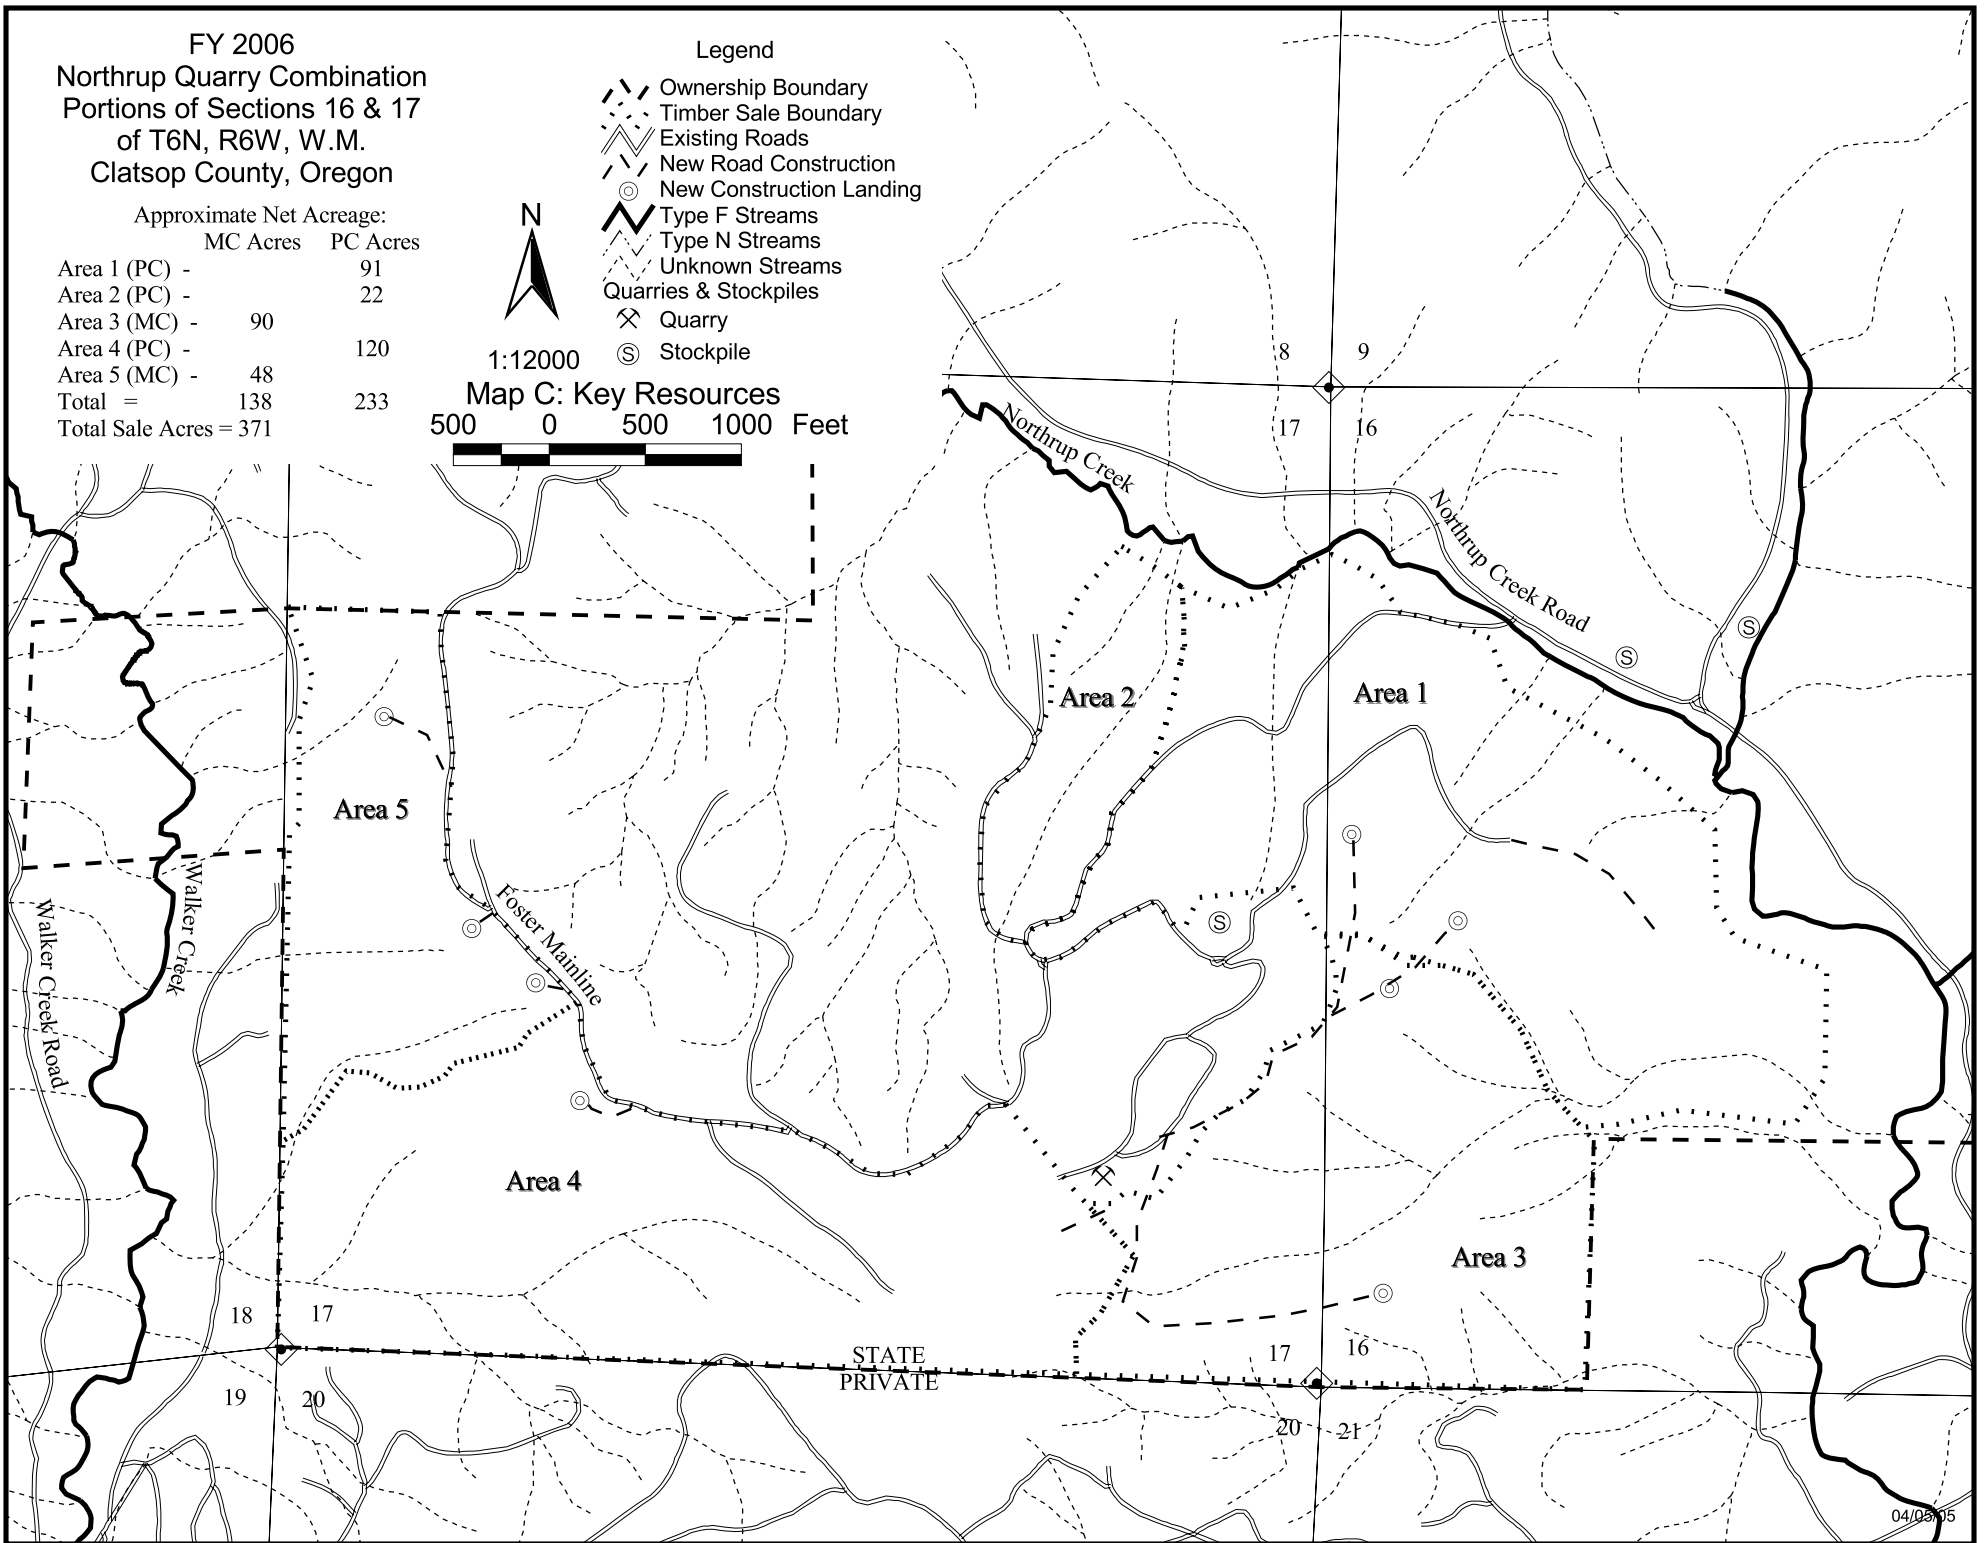 FY 2006
Northrup Quarry Combination
Portions of Sections 16 & 17
of T6N, R6W, W.M.
Clatsop County, Oregon
Approximate Net Acreage:
MC Acres PC Acres
Area 1 (PC) - 91
Area 2 (PC) - 22
Area 3 (MC) - 90
Area 4 (PC) - 120
Area 5 (MC) - 48
Total = 138 233
Total Sale Acres = 371
N
1:12000
Map C: Key Resources
500 0 500 1000 Feet
Legend
Ownership Boundary
Timber Sale Boundary
Existing Roads
New Road Construction
New Construction Landing
Type F Streams
Type N Streams
Unknown Streams
Quarries & Stockpiles
Quarry
S Stockpile
8 9
17 16
Northrup Creek
Northrup Creek Road
S
S
Area 2
Area 1
Area 5
Walker Creek
Walker Creek Road
Foster Mainline
S
Area 4
Area 3
18 17
STATE
PRIVATE
17 16
19 20
20 21
04/05/05